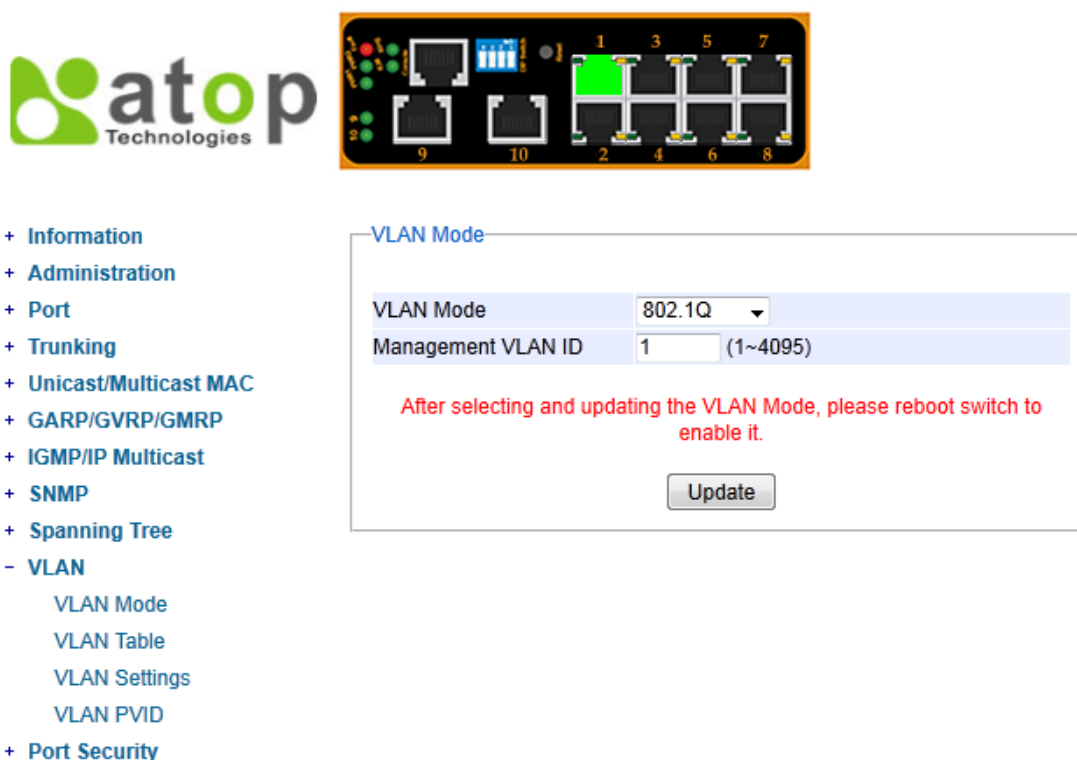 atop
Technologies
1 3 5 7
9 10 2 4 6 8
+ Information
+ Administration
+ Port
+ Trunking
+ Unicast/Multicast MAC
+ GARP/GVRP/GMRP
+ IGMP/IP Multicast
+ SNMP
+ Spanning Tree
- VLAN
VLAN Mode
VLAN Table
VLAN Settings
VLAN PVID
+ Port Security
VLAN Mode
VLAN Mode 802.1Q
Management VLAN ID 1 (1~4095)
After selecting and updating the VLAN Mode, please reboot switch to
enable it.
Update